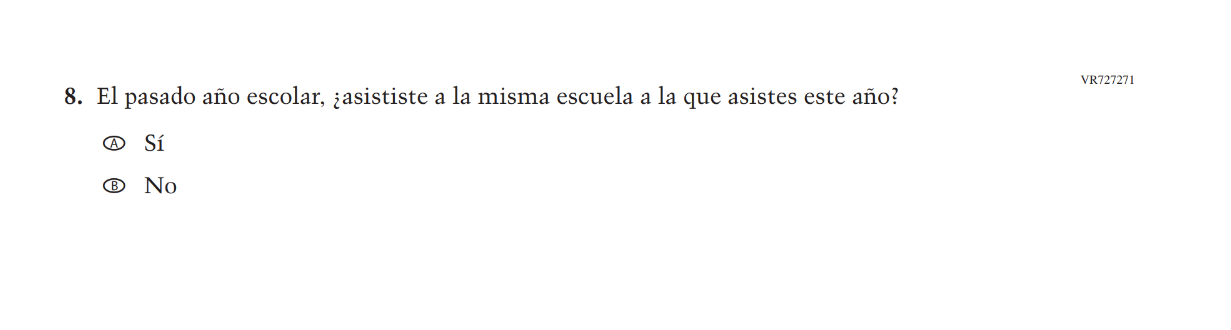 VR727271
8. El pasado año escolar, ¿asististe a la misma escuela a la que asistes este año?
A Sí
B No